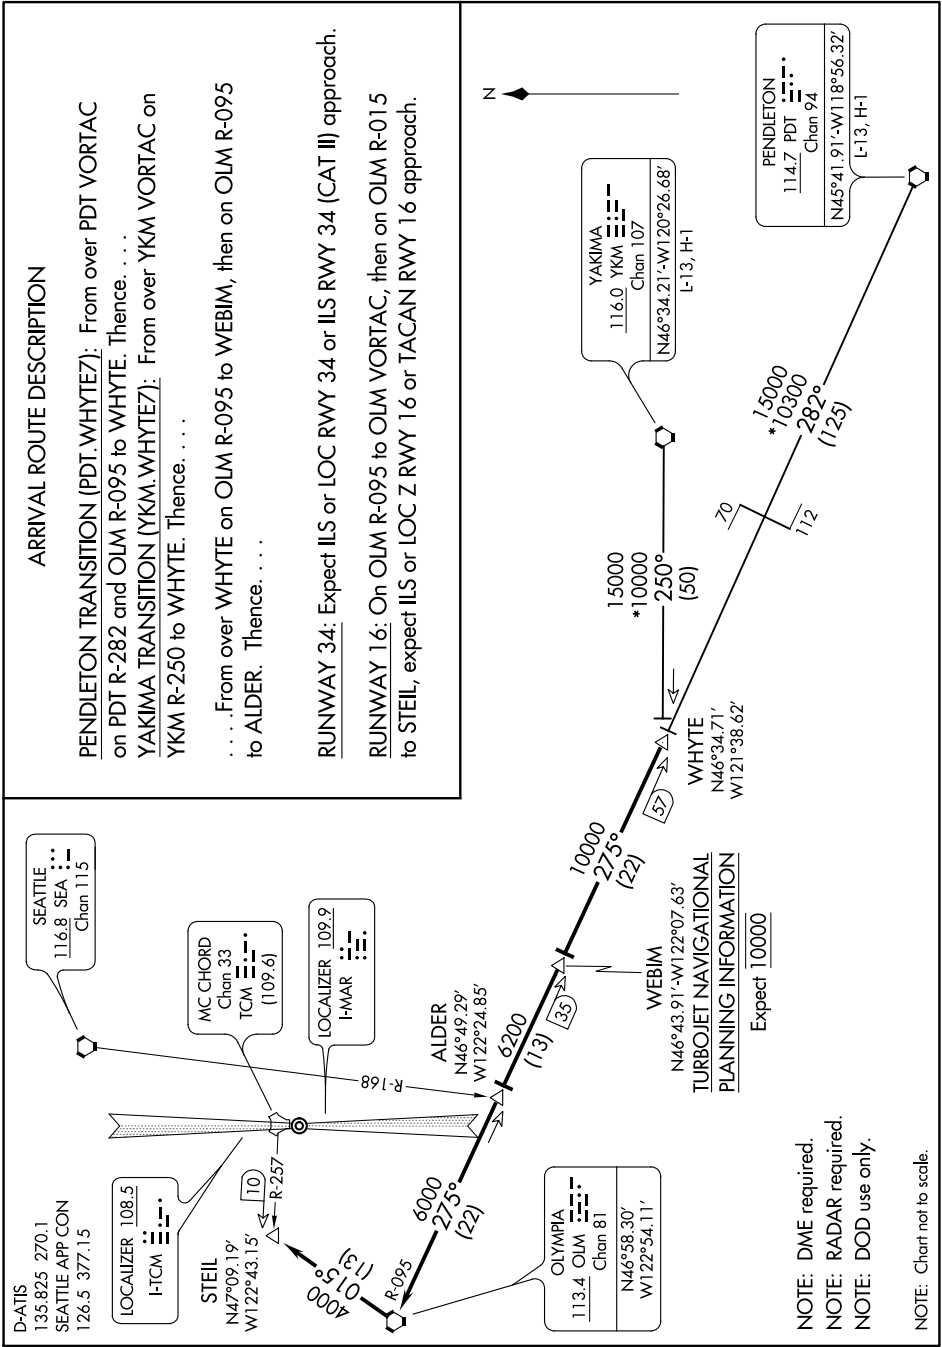 ARRIVAL ROUTE DESCRIPTION
PENDLETON TRANSITION (PDT.WHYTE7): From over PDT VORTAC
on PDT R-282 and OLM R-095 to WHYTE. Thence. . . .
YAKIMA TRANSITION (YKM.WHYTE7): From over YKM VORTAC on
YKM R-250 to WHYTE. Thence. . . .
. . . .From over WHYTE on OLM R-095 to WEBIM, then on OLM R-095
to ALDER. Thence. . . .
RUNWAY 34: Expect ILS or LOC RWY 34 or ILS RWY 34 (CAT II) approach.
RUNWAY 16: On OLM R-095 to OLM VORTAC, then on OLM R-015
to STEIL, expect ILS or LOC Z RWY 16 or TACAN RWY 16 approach.
D-ATIS
135.825 270.1
SEATTLE APP CON
126.5 377.15
SEATTLE
116.8 SEA
Chan 115
LOCALIZER 108.5
I-TCM
MC CHORD
Chan 33
TCM
(109.6)
LOCALIZER 109.9
I-MAR
R-168
R-257
10
STEIL
N47°09.19'
W122°43.15'
4000
015°
(13)
R-095
6000
275°
(22)
ALDER
N46°49.29'
W122°24.85'
6200
(13)
35
WEBIM
N46°43.91'-W122°07.63'
TURBOJET NAVIGATIONAL
PLANNING INFORMATION
Expect 10000
10000
275°
(22)
57
WHYTE
N46°34.71'
W121°38.62'
15000
*10000
250°
(50)
YAKIMA
116.0 YKM
Chan 107
N46°34.21'-W120°26.68'
L-13, H-1
N
70
112
15000
*10300
282°
(125)
PENDLETON
114.7 PDT
Chan 94
N45°41.91'-W118°56.32'
L-13, H-1
OLYMPIA
113.4 OLM
Chan 81
N46°58.30'
W122°54.11'
NOTE: DME required.
NOTE: RADAR required.
NOTE: DOD use only.
NOTE: Chart not to scale.